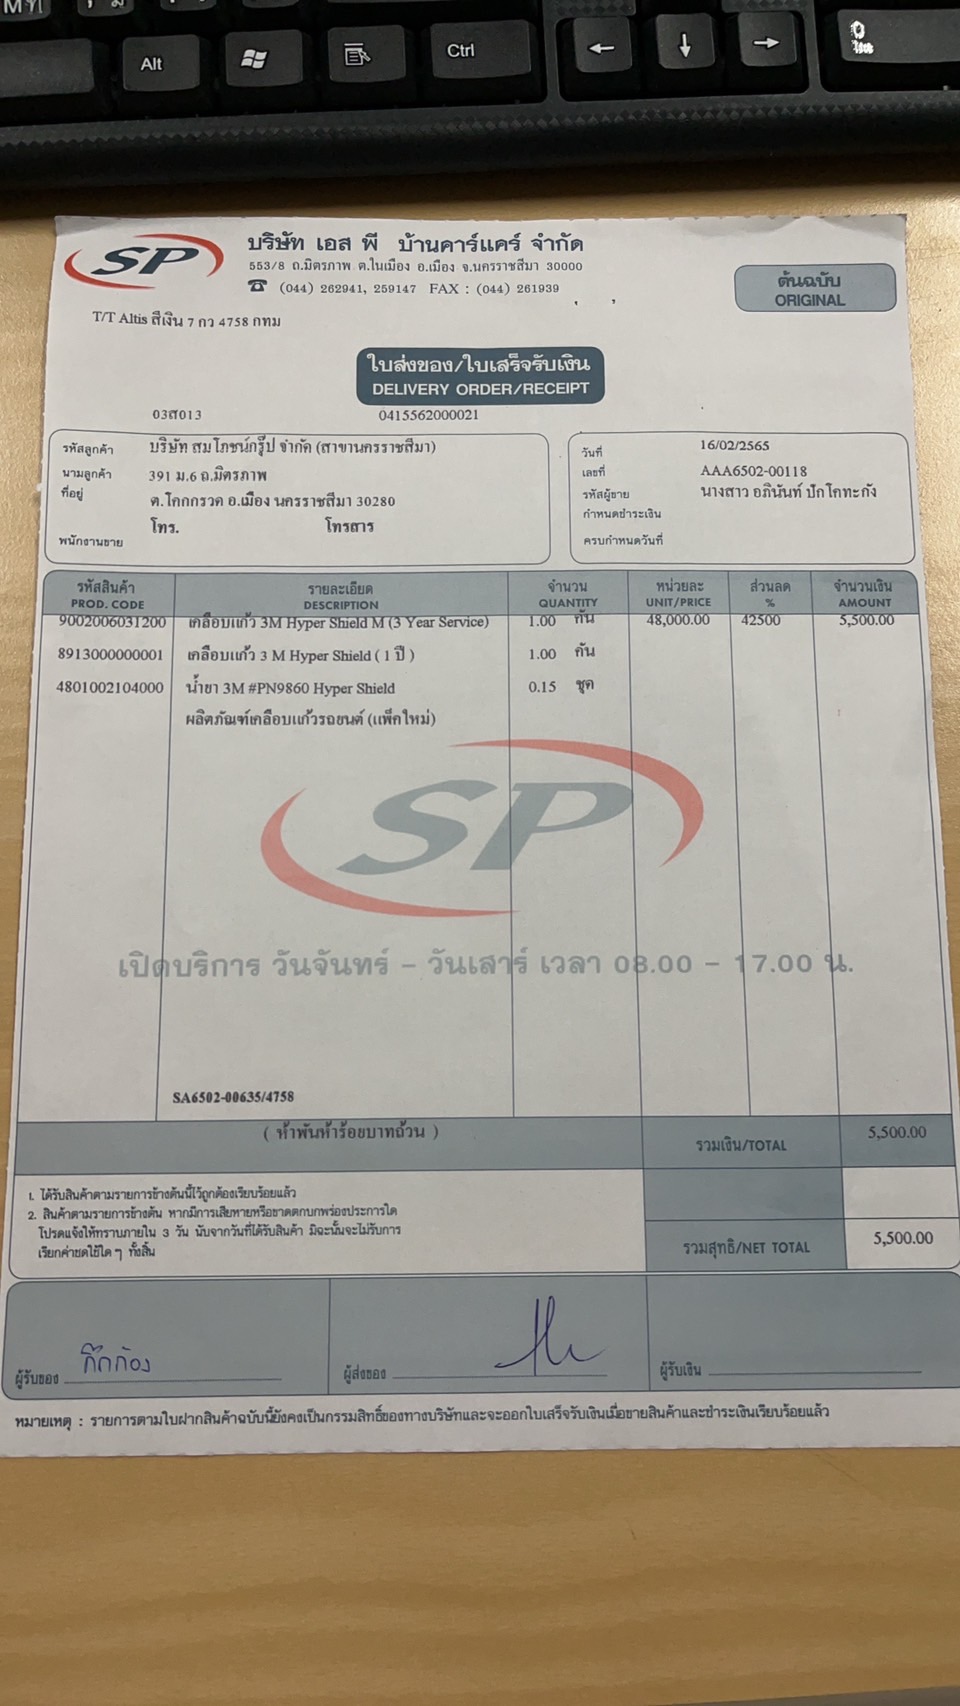 Alt
Ctrl
SP
บริษัท เอส พี บ้านคาร์แคร์ จำกัด
553/8 ถ.มิตรภาพ ต.ในเมือง อ.เมือง จ.นครราชสีมา 30000
☎ (044) 262941, 259147 FAX : (044) 261939
ต้นฉบับ
ORIGINAL
T/T Altis สีเงิน 7 กว 4758 กทม
ใบส่งของ/ใบเสร็จรับเงิน
DELIVERY ORDER/RECEIPT
03ส013 0415562000021
รหัสลูกค้า บริษัท สมโภชน์กรุ๊ป จำกัด (สาขานครราชสีมา)
นามลูกค้า 391 ม.6 ถ.มิตรภาพ
ที่อยู่ ต.โคกกรวด อ.เมือง นครราชสีมา 30280
โทร. โทรสาร
พนักงานขาย
วันที่ 16/02/2565
เลขที่ AAA6502-00118
รหัสผู้ขาย นางสาว อภินันท์ ปักโคทะกัง
กำหนดชำระเงิน
ครบกำหนดวันที่
รหัสสินค้า รายละเอียด จำนวน หน่วยละ ส่วนลด จำนวนเงิน
PROD. CODE DESCRIPTION QUANTITY UNIT/PRICE % AMOUNT
9002006031200 เคลือบแก้ว 3M Hyper Shield M (3 Year Service) 1.00 คัน 48,000.00 42500 5,500.00
8913000000001 เคลือบแก้ว 3 M Hyper Shield ( 1 ปี ) 1.00 คัน
4801002104000 น้ำยา 3M #PN9860 Hyper Shield 0.15 ชุด
ผลิตภัณฑ์เคลือบแก้วรถยนต์ (แพ็คใหม่)
SP
เปิดบริการ วันจันทร์ – วันเสาร์ เวลา 08.00 – 17.00 น.
SA6502-00635/4758
( ห้าพันห้าร้อยบาทถ้วน ) รวมเงิน/TOTAL 5,500.00
1. ได้รับสินค้าตามรายการข้างต้นนี้ไว้ถูกต้องเรียบร้อยแล้ว
2. สินค้าตามรายการข้างต้น หากมีการเสียหายหรือขาดตกบกพร่องประการใด
โปรดแจ้งให้ทราบภายใน 3 วัน นับจากวันที่ได้รับสินค้า มิฉะนั้นจะไม่รับการ
เรียกค่าชดใช้ใด ๆ ทั้งสิ้น
รวมสุทธิ/NET TOTAL 5,500.00
ผู้รับของ กิ๊กก้อง
ผู้ส่งของ
ผู้รับเงิน
หมายเหตุ : รายการตามใบฝากสินค้าฉบับนี้ยังคงเป็นกรรมสิทธิ์ของทางบริษัทและจะออกใบเสร็จรับเงินเมื่อขายสินค้าและชำระเงินเรียบร้อยแล้ว